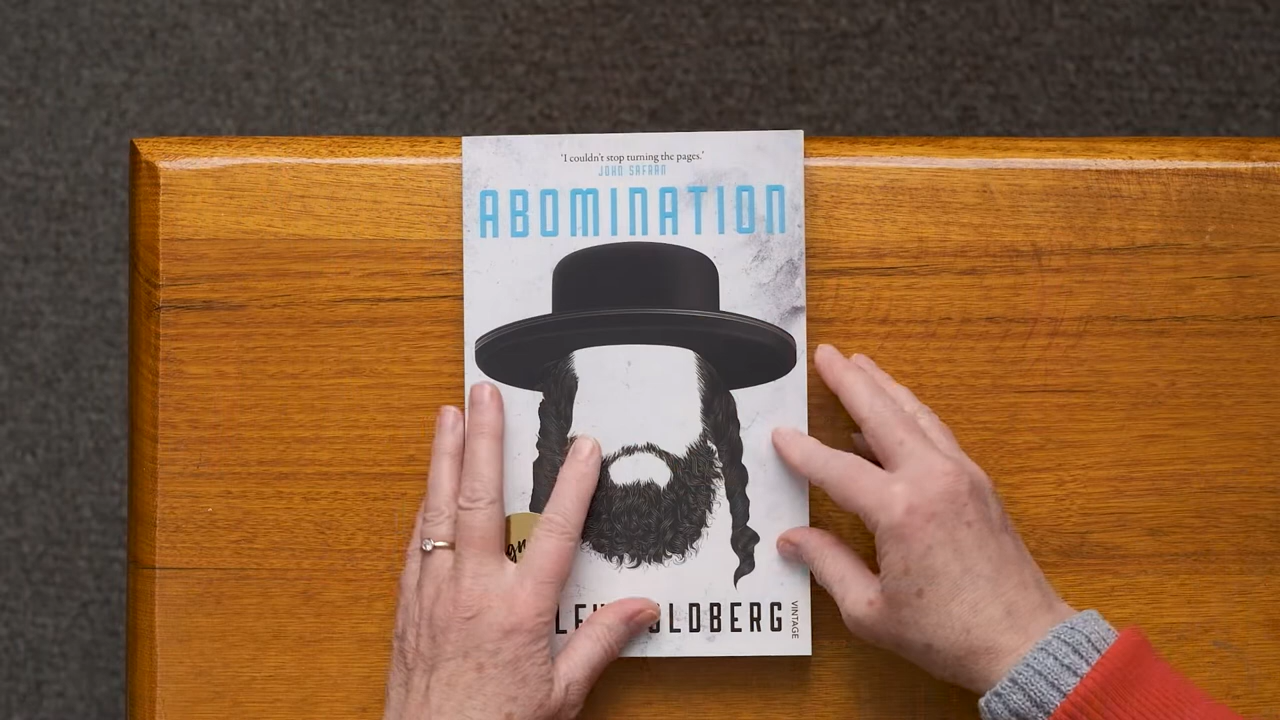 'I couldn't stop turning the pages.'
JOHN SAFRAN
ABOMINATION
GOLDBERG
VINTAGE